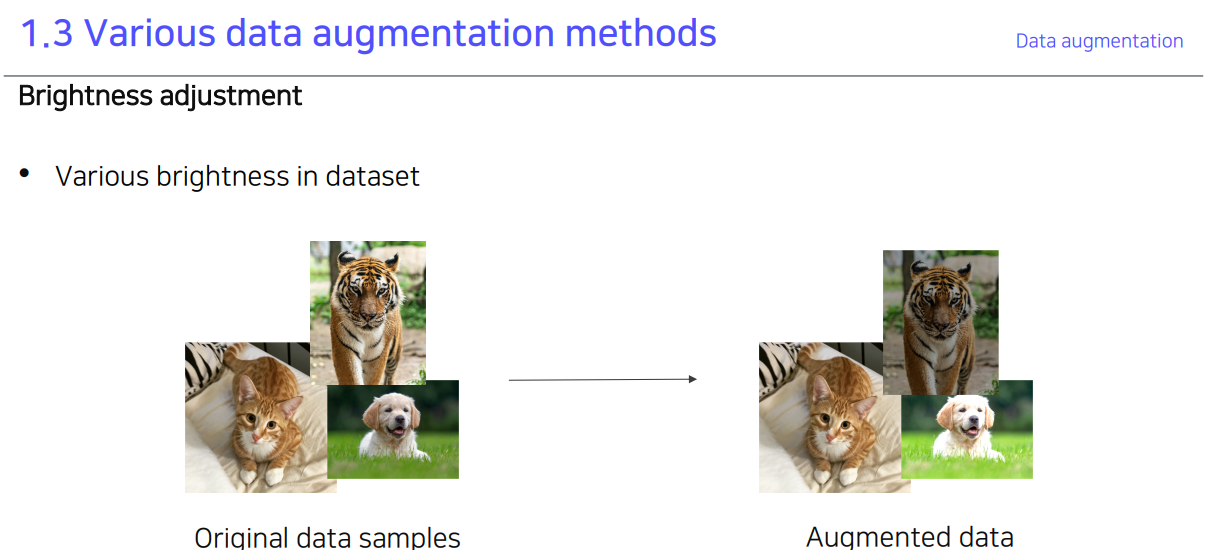 1.3 Various data augmentation methods
Data augmentation
Brightness adjustment
• Various brightness in dataset
Original data samples
Augmented data